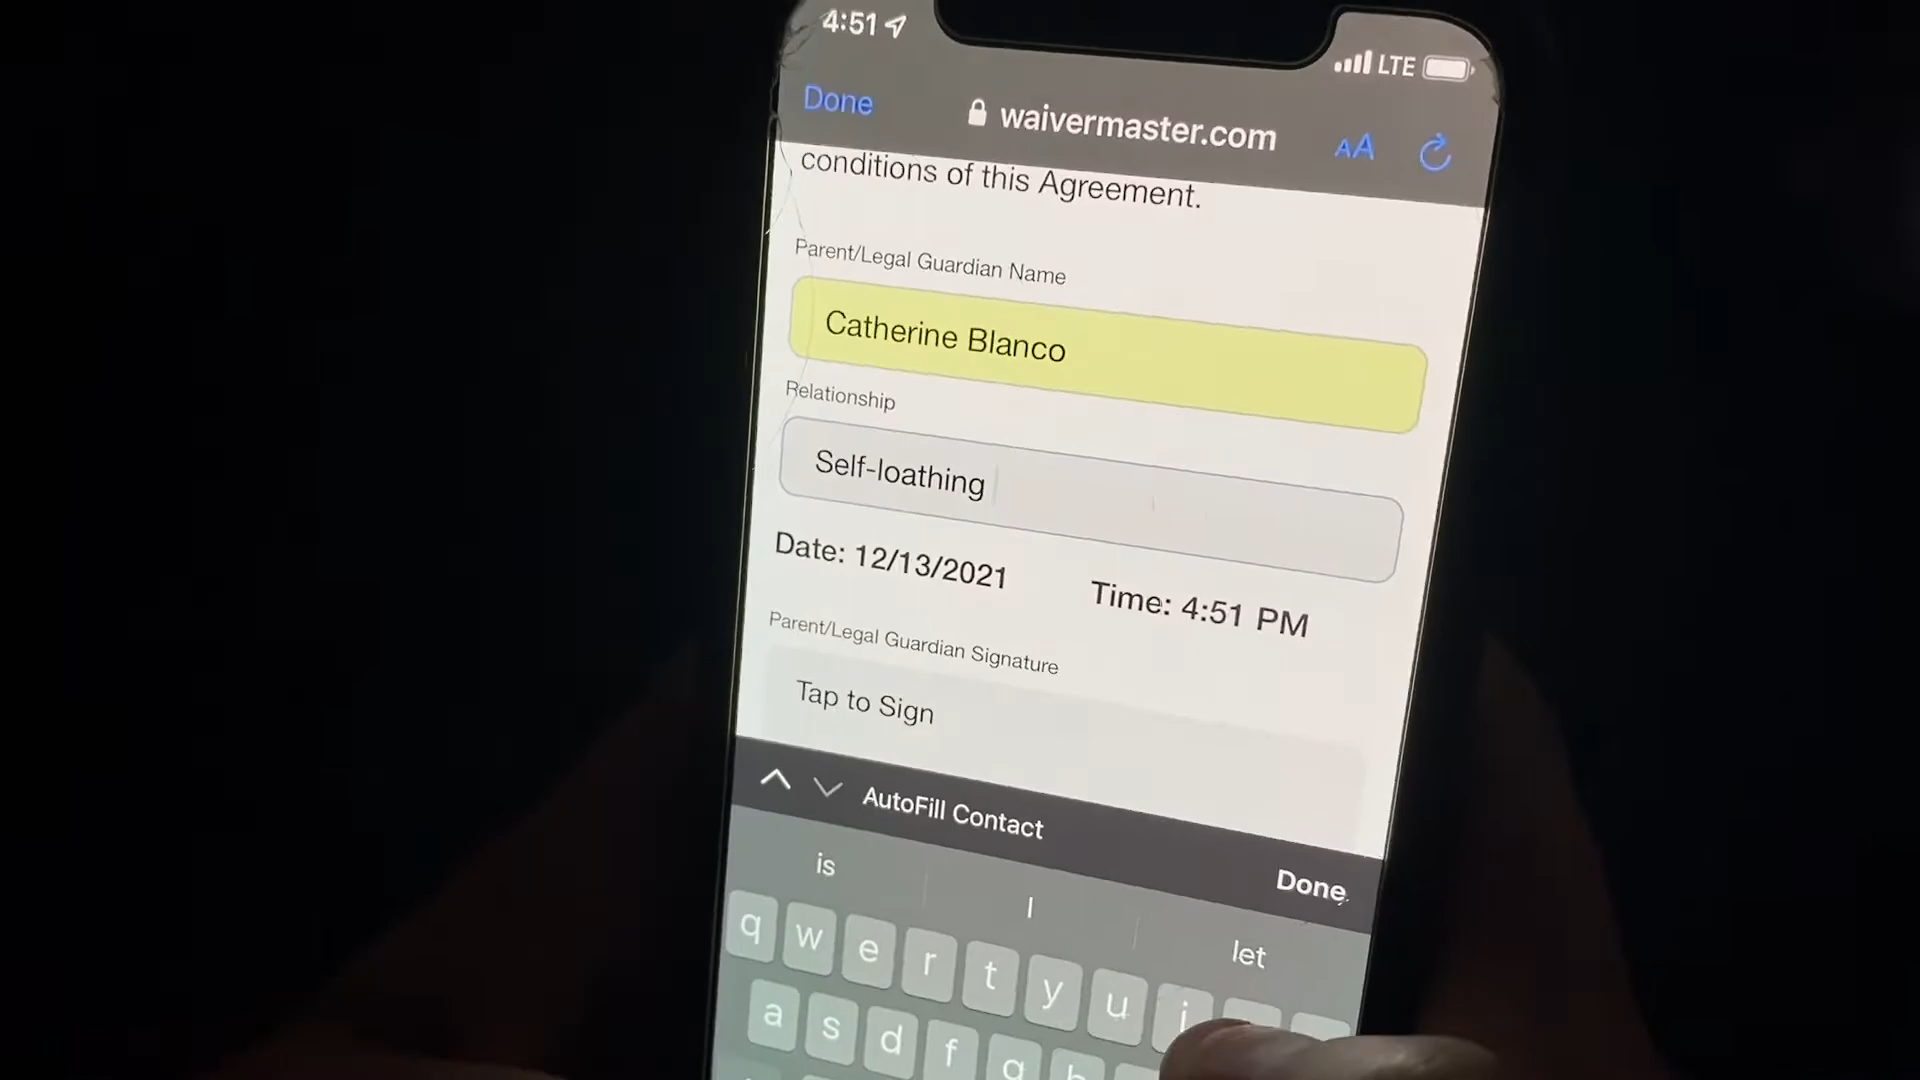 4:51
LTE
Done
waivermaster.com
AA
conditions of this Agreement.
Parent/Legal Guardian Name
Catherine Blanco
Relationship
Self-loathing
Date: 12/13/2021
Time: 4:51 PM
Parent/Legal Guardian Signature
Tap to Sign
AutoFill Contact
Done
is
I
let
q w e r t y u i
a s d f g h